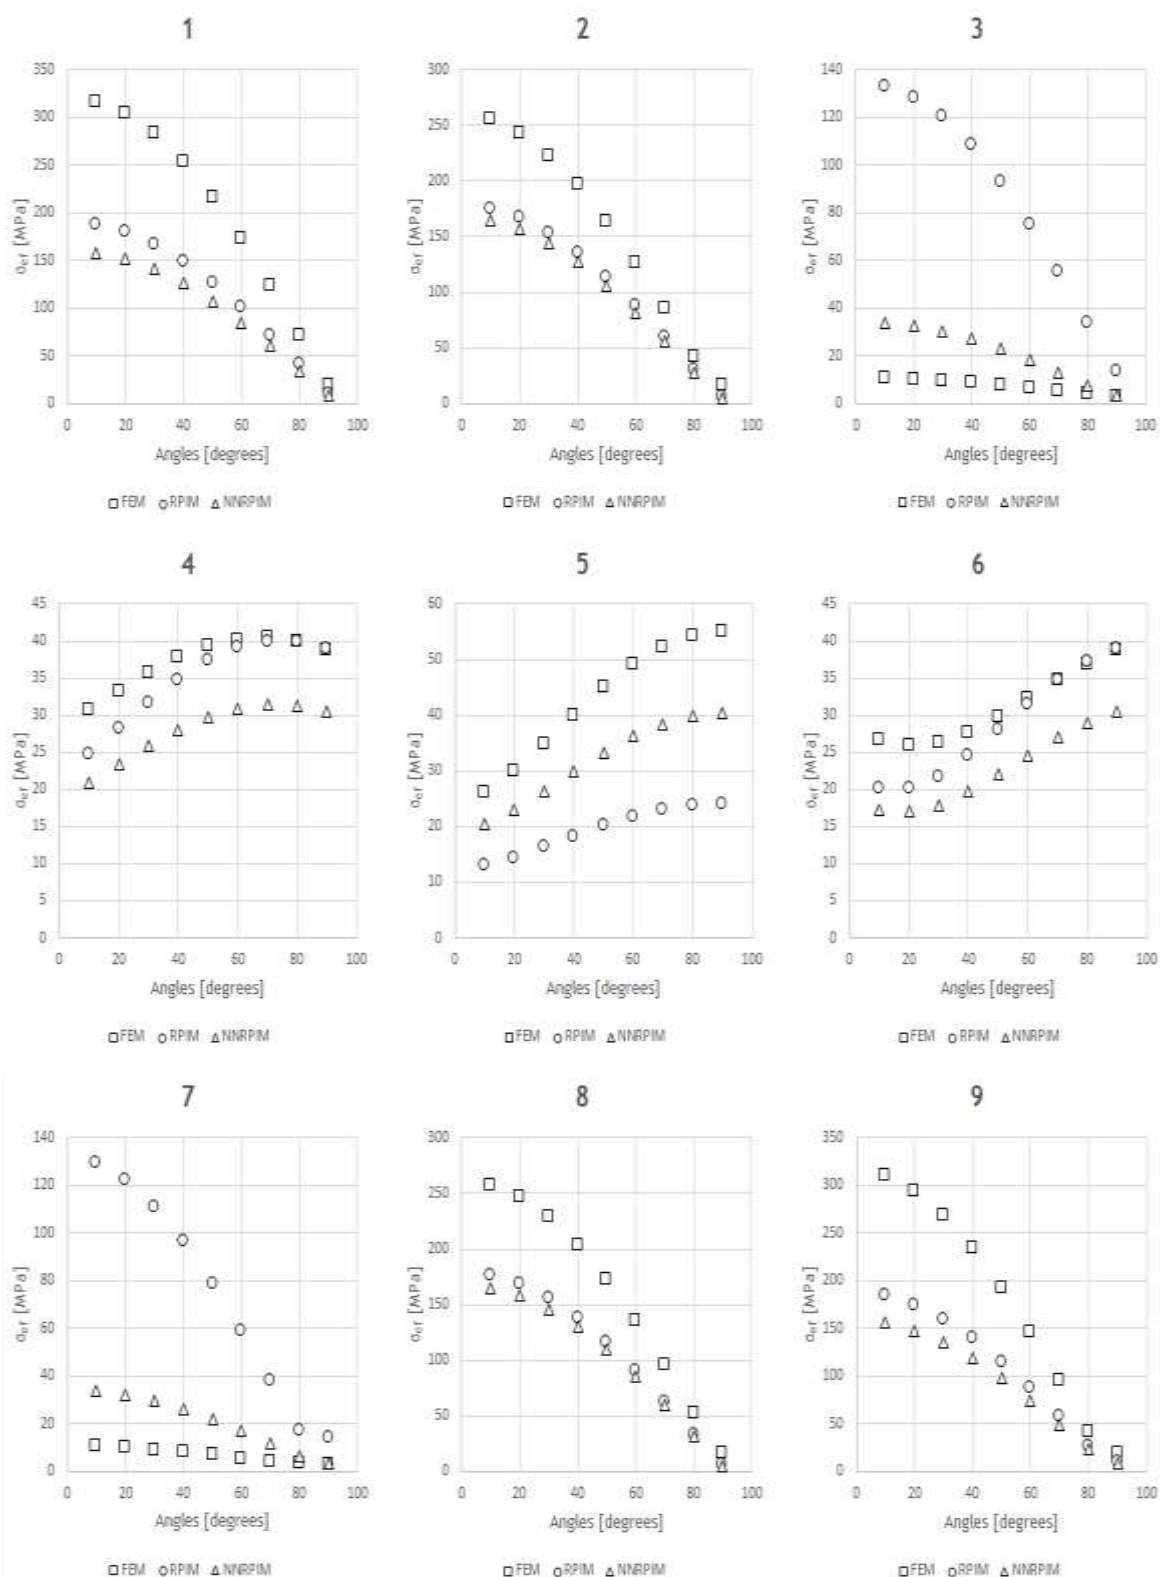 1 2 3
350 300 140
300 250 120
250 200 100
200 150 80
150 100 60
100 50 40
50 0 20
0 0
0 20 40 60 80 100 0 20 40 60 80 100 0 20 40 60 80 100
σef [MPa] σef [MPa] σef [MPa]
Angles [degrees] Angles [degrees] Angles [degrees]
FEM RPIM NNRPIM FEM RPIM NNRPIM FEM RPIM NNRPIM
4 5 6
45 60 45
40 50 40
35 40 35
30 30 30
25 20 25
20 10 20
15 0 15
10 10
5 5
0 0
0 20 40 60 80 100 0 20 40 60 80 100 0 20 40 60 80 100
σef [MPa] σef [MPa] σef [MPa]
Angles [degrees] Angles [degrees] Angles [degrees]
FEM RPIM NNRPIM FEM RPIM NNRPIM FEM RPIM NNRPIM
7 8 9
140 300 350
120 250 300
100 200 250
80 150 200
60 100 150
40 50 100
20 0 50
0 0
0 20 40 60 80 100 0 20 40 60 80 100 0 20 40 60 80 100
σef [MPa] σef [MPa] σef [MPa]
Angles [degrees] Angles [degrees] Angles [degrees]
FEM RPIM NNRPIM FEM RPIM NNRPIM FEM RPIM NNRPIM